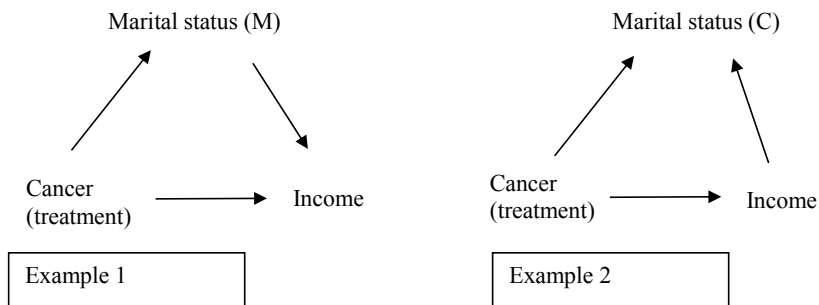 Marital status (M)
Cancer
(treatment)
Income
Example 1
Marital status (C)
Cancer
(treatment)
Income
Example 2